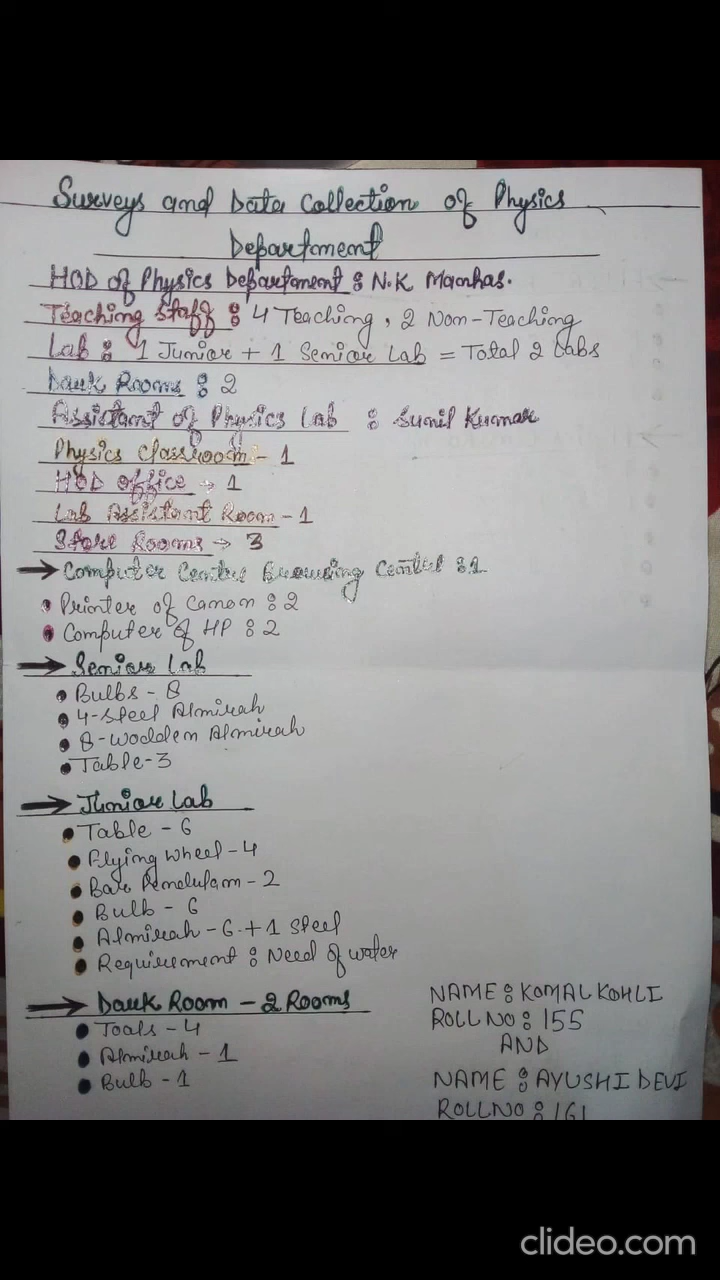 Surveys and Data Collection of Physics
Department
HOD of Physics Department : N.K Manhas.
Teaching Staff : 4 Teaching, 2 Non-Teaching
Lab : 1 Junior + 1 Senior Lab = Total 2 Labs
Dark Rooms : 2
Assistant of Physics Lab : Sunil Kumar
Physics Classroom - 1
HOD office → 1
Lab Assistant Room - 1
Store Rooms → 3
→ Computer Centre Browsing Centre : 1
• Printer of Canon : 2
• Computer of HP : 2
→ Senior Lab
• Bulbs - 8
• 4-Steel Almirah
• 8-Wodden Almirah
• Table-3
→ Junior Lab
• Table - 6
• Flying wheel - 4
• Bar Pendulam - 2
• Bulb - 6
• Almirah - 6 + 1 Steel
• Requirement : Need of water
→ Dark Room - 2 Rooms
• Toals - 4
• Almirah - 1
• Bulb - 1
NAME : KOMAL KOHLI
ROLL NO : 155
AND
NAME : AYUSHI DEVI
ROLL NO : 161
clideo.com